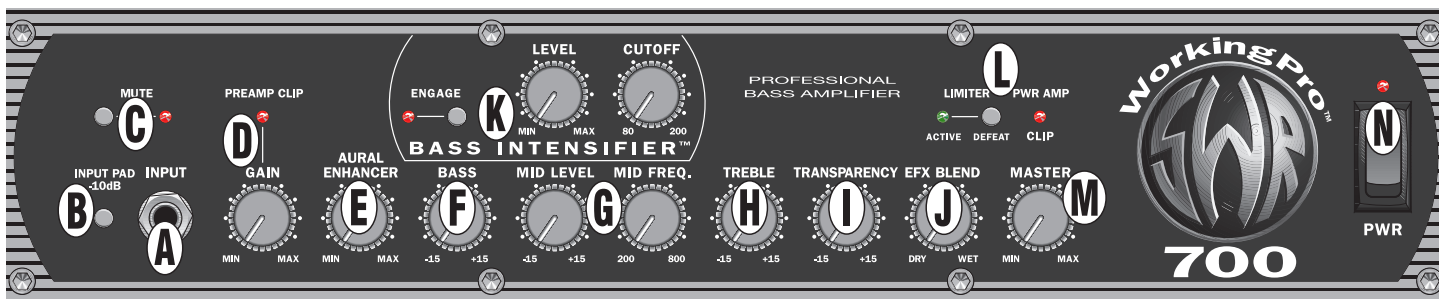 WorkingPro™
SWR
700
MUTE
C
PREAMP CLIP
D
INPUT PAD
-10dB
B
INPUT
A
GAIN
MIN MAX
ENGAGE
K
LEVEL
MIN MAX
CUTOFF
80 200
BASS INTENSIFIER™
AURAL
ENHANCER
E
MIN MAX
BASS
F
-15 +15
MID LEVEL
-15 +15
G
MID FREQ.
200 800
TREBLE
H
-15 +15
TRANSPARENCY
I
-15 +15
EFX BLEND
J
DRY WET
MASTER
M
MIN MAX
PROFESSIONAL
BASS AMPLIFIER
L
LIMITER
ACTIVE DEFEAT
PWR AMP
CLIP
N
PWR